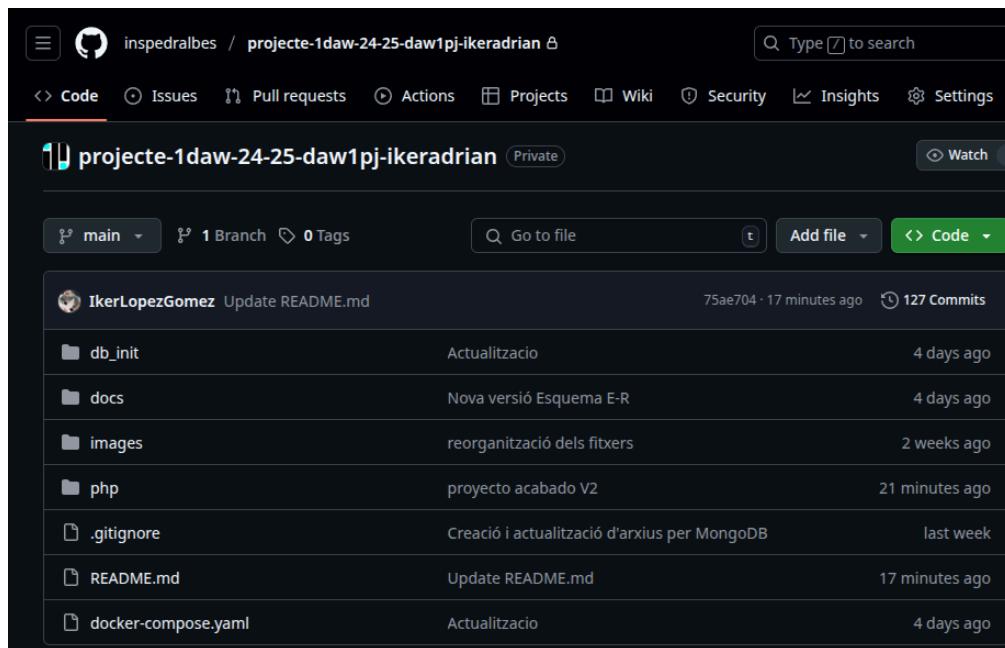 inspedralbes / projecte-1daw-24-25-daw1pj-ikeradrian
Type / to search
Code Issues Pull requests Actions Projects Wiki Security Insights Settings
projecte-1daw-24-25-daw1pj-ikeradrian Private Watch
main 1 Branch 0 Tags Go to file t Add file <> Code
IkerLopezGomez Update README.md 75ae704 · 17 minutes ago 127 Commits
db_init Actualitzacio 4 days ago
docs Nova versió Esquema E-R 4 days ago
images reorganització dels fitxers 2 weeks ago
php proyecto acabado V2 21 minutes ago
.gitignore Creació i actualització d'arxius per MongoDB last week
README.md Update README.md 17 minutes ago
docker-compose.yaml Actualitzacio 4 days ago